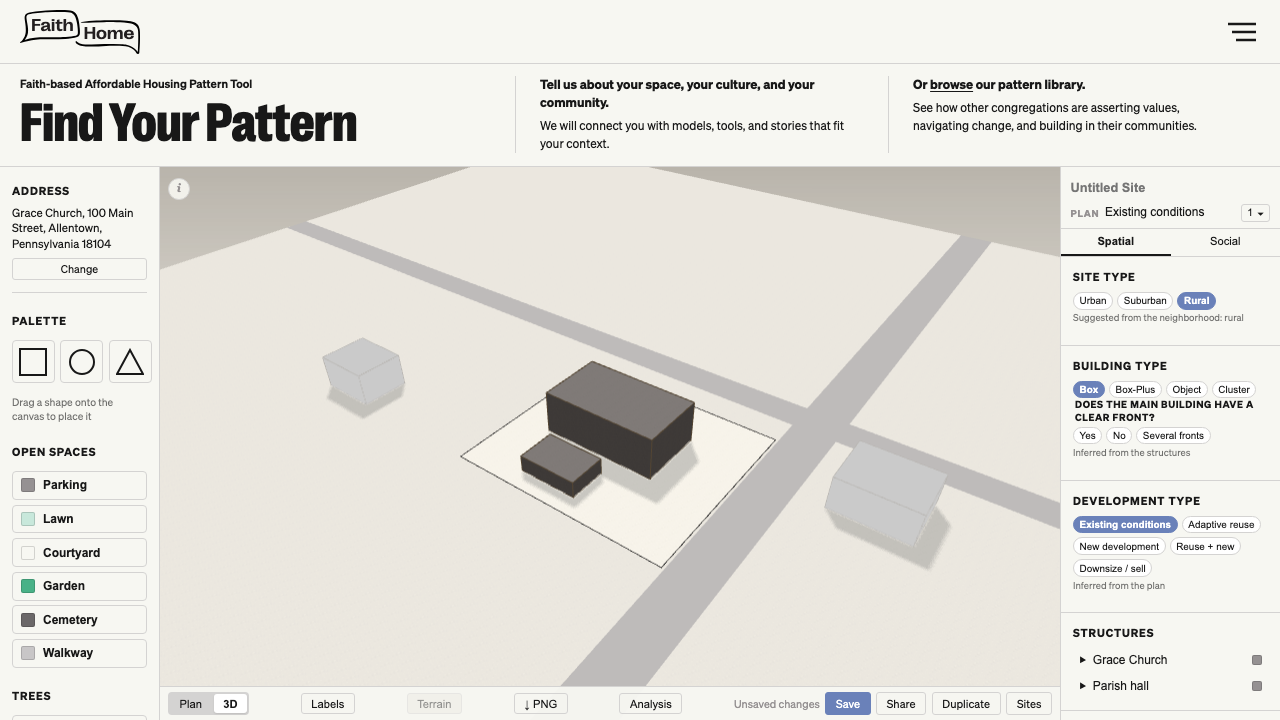 Faith
Home
Faith-based Affordable Housing Pattern Tool
Find Your Pattern
Tell us about your space, your culture, and your
community.
We will connect you with models, tools, and stories that fit
your context.
Or browse our pattern library.
See how other congregations are asserting values,
navigating change, and building in their communities.
ADDRESS
Grace Church, 100 Main
Street, Allentown,
Pennsylvania 18104
Change
PALETTE
Drag a shape onto the
canvas to place it
OPEN SPACES
Parking
Lawn
Courtyard
Garden
Cemetery
Walkway
TREES
i
Plan 3D
Labels
Terrain
↓ PNG
Analysis
Unsaved changes
Save
Share
Duplicate
Sites
Untitled Site
PLAN Existing conditions 1
Spatial Social
SITE TYPE
Urban Suburban Rural
Suggested from the neighborhood: rural
BUILDING TYPE
Box Box-Plus Object Cluster
DOES THE MAIN BUILDING HAVE A
CLEAR FRONT?
Yes No Several fronts
Inferred from the structures
DEVELOPMENT TYPE
Existing conditions Adaptive reuse
New development Reuse + new
Downsize / sell
Inferred from the plan
STRUCTURES
Grace Church
Parish hall